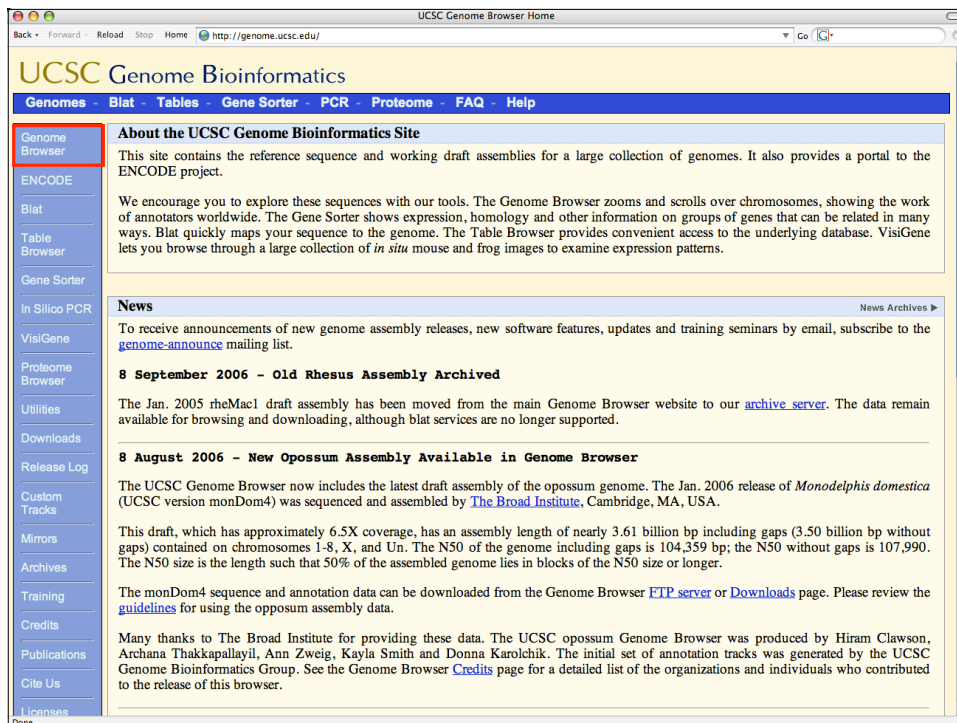 UCSC Genome Browser Home
Back Forward Reload Stop Home http://genome.ucsc.edu/ Go G
UCSC Genome Bioinformatics
Genomes - Blat - Tables - Gene Sorter - PCR - Proteome - FAQ - Help
Genome
Browser
ENCODE
Blat
Table
Browser
Gene Sorter
In Silico PCR
VisiGene
Proteome
Browser
Utilities
Downloads
Release Log
Custom
Tracks
Mirrors
Archives
Training
Credits
Publications
Cite Us
Licenses
About the UCSC Genome Bioinformatics Site
This site contains the reference sequence and working draft assemblies for a large collection of genomes. It also provides a portal to the
ENCODE project.
We encourage you to explore these sequences with our tools. The Genome Browser zooms and scrolls over chromosomes, showing the work
of annotators worldwide. The Gene Sorter shows expression, homology and other information on groups of genes that can be related in many
ways. Blat quickly maps your sequence to the genome. The Table Browser provides convenient access to the underlying database. VisiGene
lets you browse through a large collection of in situ mouse and frog images to examine expression patterns.
News
News Archives ▶
To receive announcements of new genome assembly releases, new software features, updates and training seminars by email, subscribe to the
genome-announce mailing list.
8 September 2006 - Old Rhesus Assembly Archived
The Jan. 2005 rheMac1 draft assembly has been moved from the main Genome Browser website to our archive server. The data remain
available for browsing and downloading, although blat services are no longer supported.
8 August 2006 - New Opossum Assembly Available in Genome Browser
The UCSC Genome Browser now includes the latest draft assembly of the opossum genome. The Jan. 2006 release of Monodelphis domestica
(UCSC version monDom4) was sequenced and assembled by The Broad Institute, Cambridge, MA, USA.
This draft, which has approximately 6.5X coverage, has an assembly length of nearly 3.61 billion bp including gaps (3.50 billion bp without
gaps) contained on chromosomes 1-8, X, and Un. The N50 of the genome including gaps is 104,359 bp; the N50 without gaps is 107,990.
The N50 size is the length such that 50% of the assembled genome lies in blocks of the N50 size or longer.
The monDom4 sequence and annotation data can be downloaded from the Genome Browser FTP server or Downloads page. Please review the
guidelines for using the opposum assembly data.
Many thanks to The Broad Institute for providing these data. The UCSC opossum Genome Browser was produced by Hiram Clawson,
Archana Thakkapallayil, Ann Zweig, Kayla Smith and Donna Karolchik. The initial set of annotation tracks was generated by the UCSC
Genome Bioinformatics Group. See the Genome Browser Credits page for a detailed list of the organizations and individuals who contributed
to the release of this browser.
Done